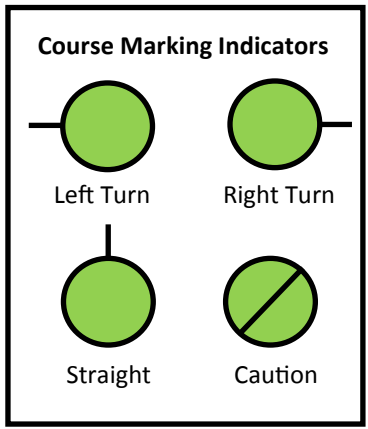 Course Marking Indicators
Left Turn
Right Turn
Straight
Caution